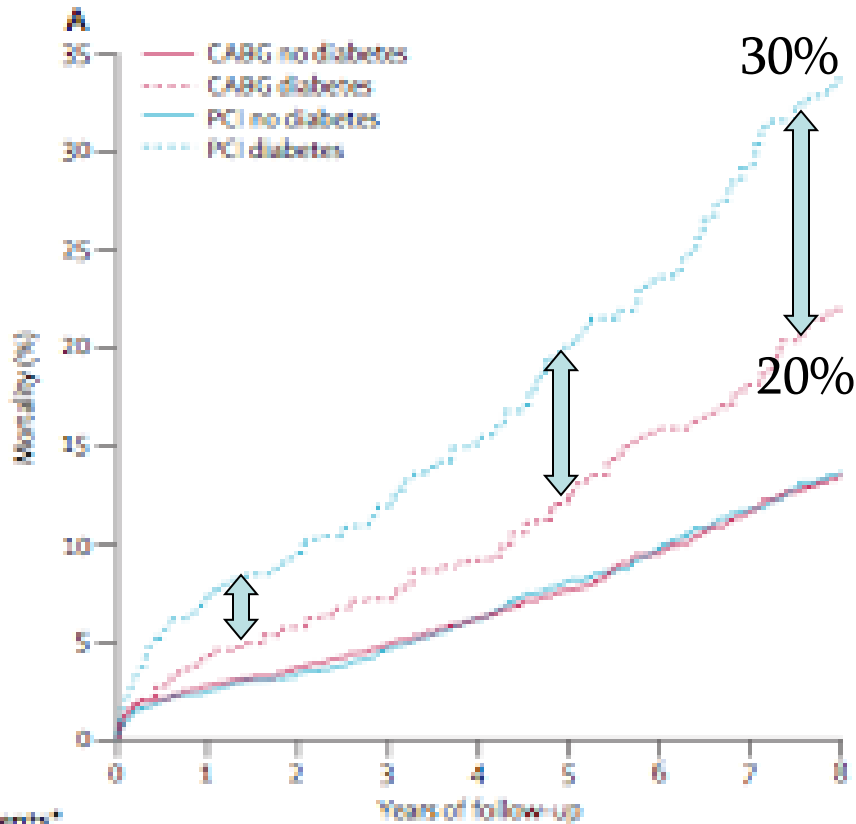 A
CABG no diabetes
CABG diabetes
PCI no diabetes
PCI diabetes
30%
20%
35
30
25
20
15
10
5
0
Mortality (%)
0 1 2 3 4 5 6 7 8
Years of follow-up